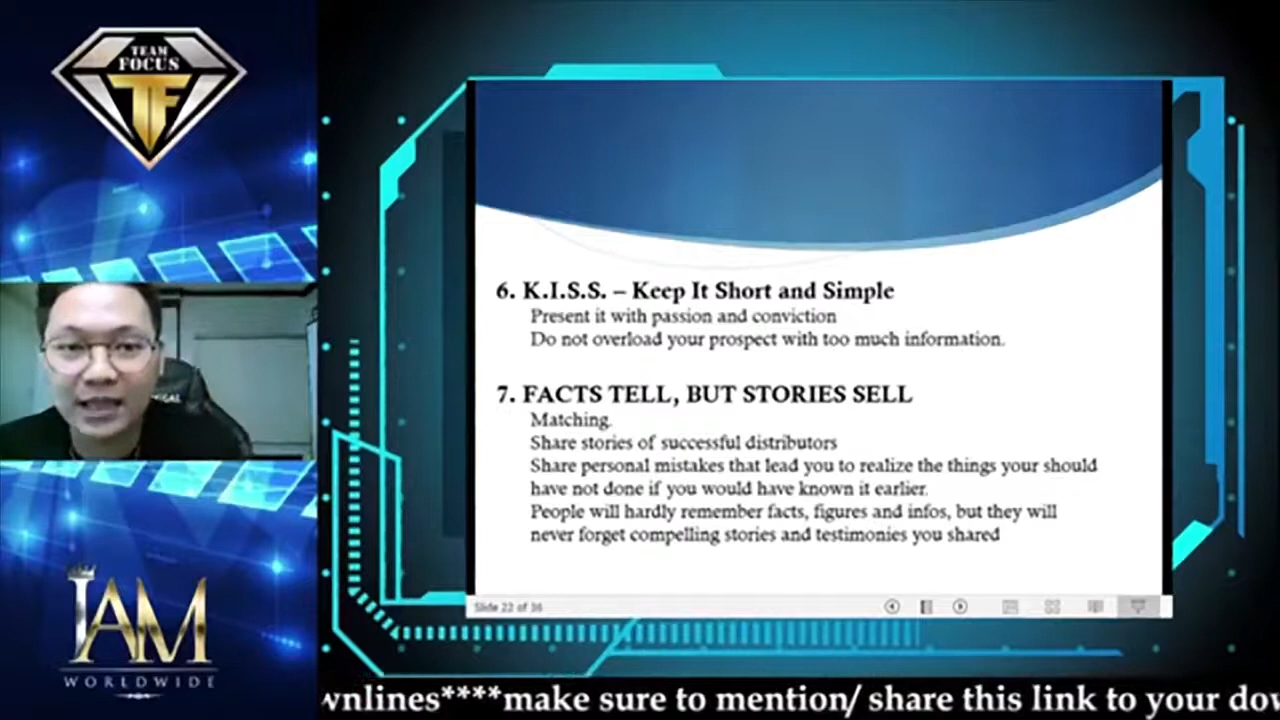 TEAM
FOCUS
TF
6. K.I.S.S. – Keep It Short and Simple
Present it with passion and conviction
Do not overload your prospect with too much information.
7. FACTS TELL, BUT STORIES SELL
Matching.
Share stories of successful distributors
Share personal mistakes that lead you to realize the things your should
have not done if you would have known it earlier.
People will hardly remember facts, figures and infos, but they will
never forget compelling stories and testimonies you shared
Slide 22 of 36
IAM
WORLDWIDE
wnlines****make sure to mention/ share this link to your dow